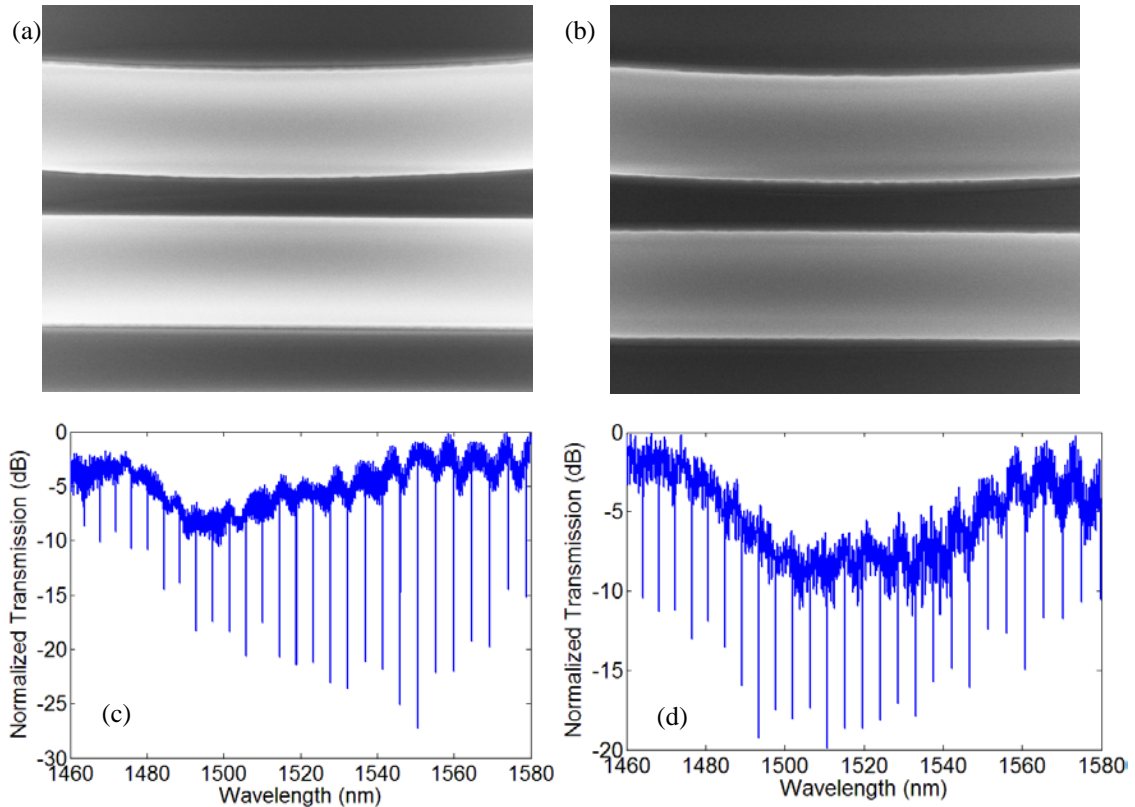 (a)
(b)
0
-5
-10
-15
-20
-25
-30
1460 1480 1500 1520 1540 1560 1580
Normalized Transmission (dB)
Wavelength (nm)
(c)
0
-5
-10
-15
-20
1460 1480 1500 1520 1540 1560 1580
Normalized Transmission (dB)
Wavelength (nm)
(d)